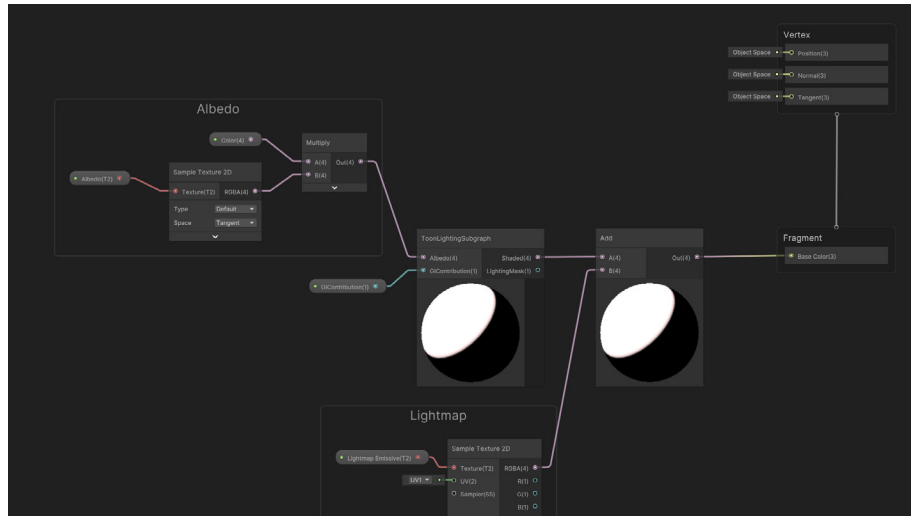 Vertex
Object Space
Position(3)
Object Space
Normal(3)
Object Space
Tangent(3)
Albedo
Color(4)
Multiply
A(4) Out(4)
B(4)
Albedo(T2)
Sample Texture 2D
Texture(T2) RGBA(4)
Type Default
Space Tangent
ToonLightingSubgraph
Albedo(4) Shaded(4)
GIContribution(1) LightingMask(1)
GIContribution(1)
Add
A(4) Out(4)
B(4)
Fragment
Base Color(3)
Lightmap
Lightmap Emissive(T2)
Sample Texture 2D
Texture(T2) RGBA(4)
UV1
UV(2) R(1)
Sampler(SS) G(1)
B(1)